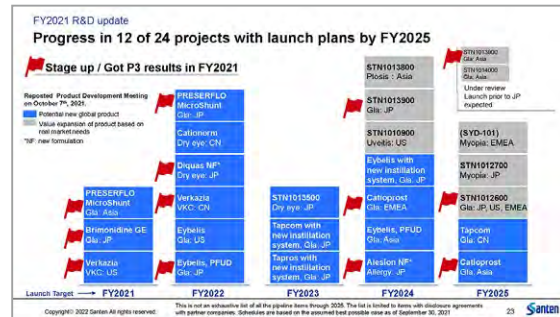 FY2021 R&D update
Progress in 12 of 24 projects with launch plans by FY2025
Stage up / Got P3 results in FY2021
Reposted Product Development Meeting
on October 7th, 2021.
Potential new global product
Value expansion of product based on
real market needs
*NF: new formulation
PRESERFLO
MicroShunt
Gla: Asia
Brimonidine GE
Gla: JP
Verkazia
VKC: US
PRESERFLO
MicroShunt
Gla: JP
Cationorm
Dry eye: CN
Diquas NF*
Dry eye: JP
Verkazia
VKC: CN
Eybelis
Gla: US
Eybelis, PFUD
Gla: JP
STN1013500
Dry eye: JP
Tapcom with
new instillation
system, Gla: JP
Tapros with
new instillation
system, Gla: JP
STN1013800
Ptosis : Asia
STN1013900
Gla: JP
STN1010900
Uveitis: US
Eybelis with
new instillation
system, Gla: JP
Catioprost
Gla: EMEA
Eybelis, PFUD
Gla: Asia
Alesion NF*
Allergy: JP
STN1013900
Gla: Asia
STN1014000
Gla: Asia
Under review
Launch prior to JP
expected
(SYD-101)
Myopia: EMEA
STN1012700
Myopia: JP
STN1012600
Gla: JP, US, EMEA
Tapcom
Gla: CN
Catioprost
Gla: Asia
Launch Target
FY2021
FY2022
FY2023
FY2024
FY2025
Copyright© 2022 Santen All rights reserved.
This is not an exhaustive list of all the pipeline items through 2025. The list is limited to items with disclosure agreements
with partner companies. Schedules are based on the assumed best possible case as of September 30, 2021
23
Santen